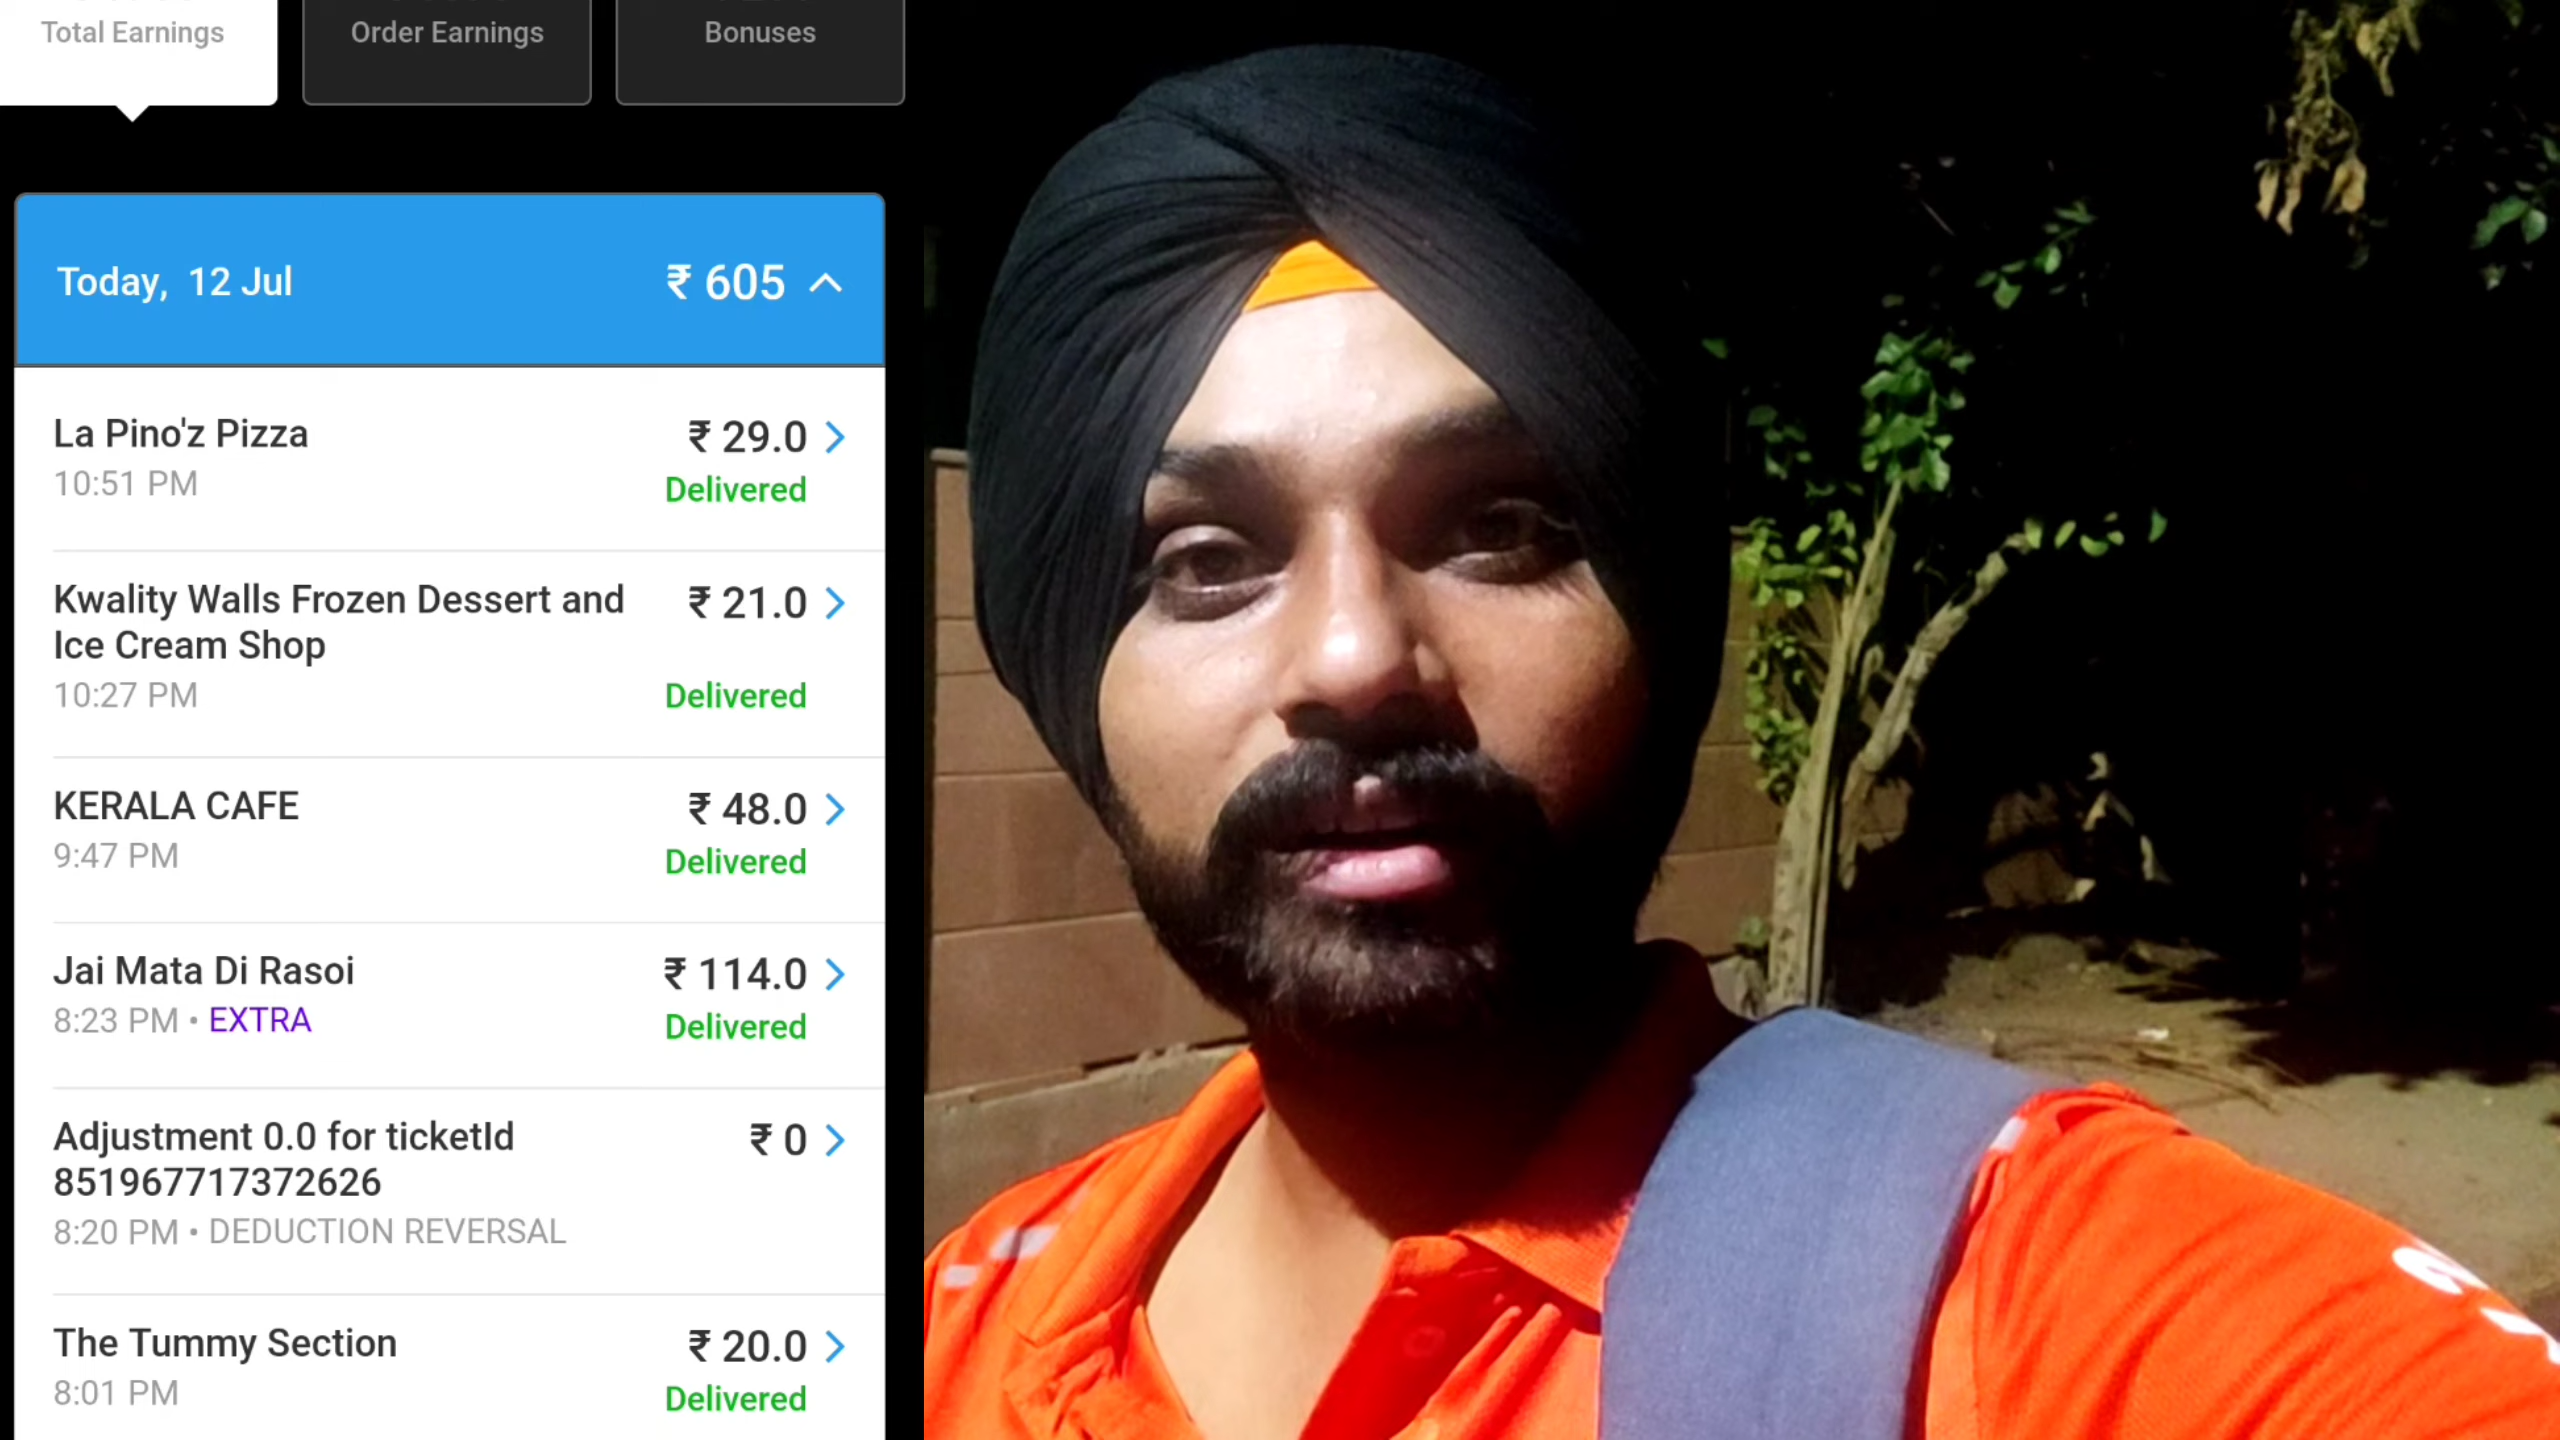 Total Earnings
Order Earnings
Bonuses
Today, 12 Jul
₹ 605
La Pino'z Pizza
₹ 29.0
10:51 PM
Delivered
Kwality Walls Frozen Dessert and
Ice Cream Shop
₹ 21.0
10:27 PM
Delivered
KERALA CAFE
₹ 48.0
9:47 PM
Delivered
Jai Mata Di Rasoi
₹ 114.0
8:23 PM • EXTRA
Delivered
Adjustment 0.0 for ticketId
851967717372626
₹ 0
8:20 PM • DEDUCTION REVERSAL
The Tummy Section
₹ 20.0
8:01 PM
Delivered